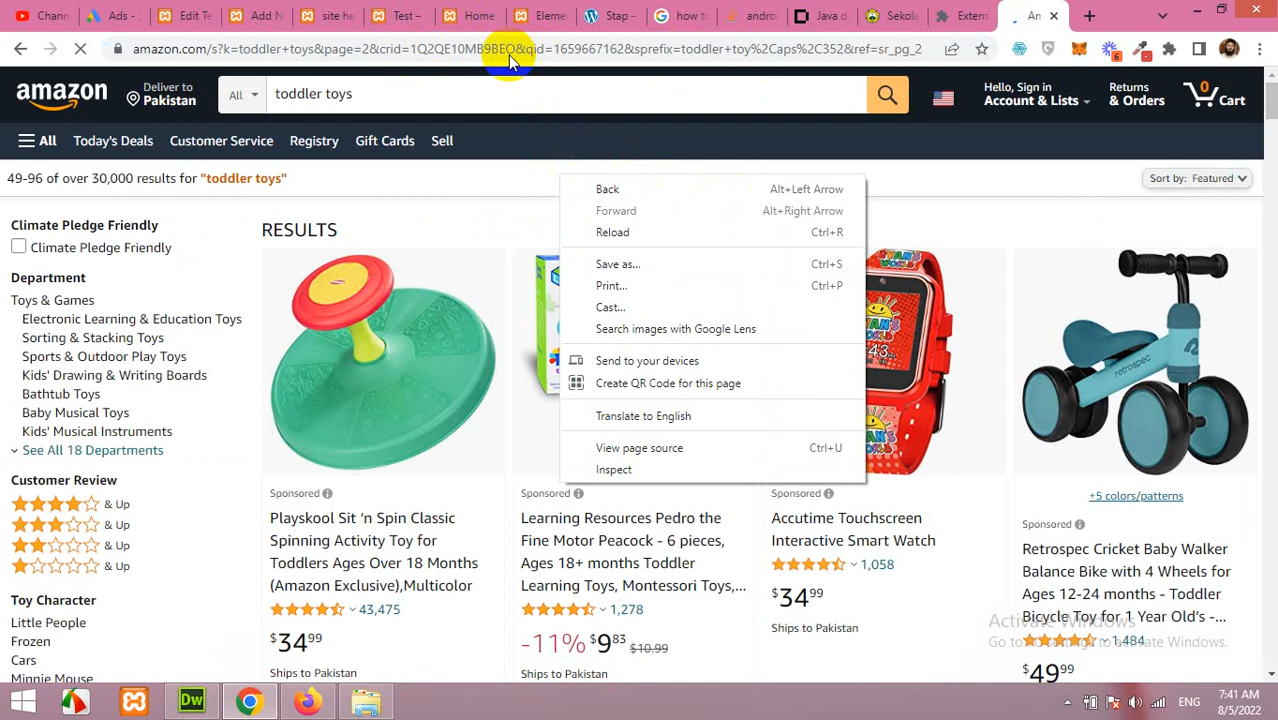 Chann
Ads -
Edit Te
Add N
site he
Test –
Home
Eleme
Stap –
how to
andro
Java d
Sekola
Extens
An
amazon.com/s?k=toddler+toys&page=2&crid=1Q2QE10MB9BEO&qid=1659667162&sprefix=toddler+toy%2Caps%2C352&ref=sr_pg_2
6
amazon
Deliver to
Pakistan
All
toddler toys
Hello, Sign in
Account & Lists
Returns
& Orders
0
Cart
All
Today's Deals
Customer Service
Registry
Gift Cards
Sell
49-96 of over 30,000 results for "toddler toys"
Sort by: Featured
Climate Pledge Friendly
Climate Pledge Friendly
Department
Toys & Games
Electronic Learning & Education Toys
Sorting & Stacking Toys
Sports & Outdoor Play Toys
Kids' Drawing & Writing Boards
Bathtub Toys
Baby Musical Toys
Kids' Musical Instruments
See All 18 Departments
Customer Review
& Up
& Up
& Up
& Up
Toy Character
Little People
Frozen
Cars
Minnie Mouse
RESULTS
Back Alt+Left Arrow
Forward Alt+Right Arrow
Reload Ctrl+R
Save as... Ctrl+S
Print... Ctrl+P
Cast...
Search images with Google Lens
Send to your devices
Create QR Code for this page
Translate to English
View page source Ctrl+U
Inspect
Sponsored
Playskool Sit 'n Spin Classic
Spinning Activity Toy for
Toddlers Ages Over 18 Months
(Amazon Exclusive),Multicolor
43,475
$34 99
Ships to Pakistan
Sponsored
Learning Resources Pedro the
Fine Motor Peacock - 6 pieces,
Ages 18+ months Toddler
Learning Toys, Montessori Toys,...
1,278
-11% $9 83 $10.99
Ships to Pakistan
RYAN'S
WORLD
Sponsored
Accutime Touchscreen
Interactive Smart Watch
1,058
$34 99
Ships to Pakistan
retrospec
+5 colors/patterns
Sponsored
Retrospec Cricket Baby Walker
Balance Bike with 4 Wheels for
Ages 12-24 months - Toddler
Bicycle Toy for 1 Year Old's -...
1,484
$49 99
Activate Windows
Go to PC settings to activate Windows.
Dw
ENG
7:41 AM
8/5/2022